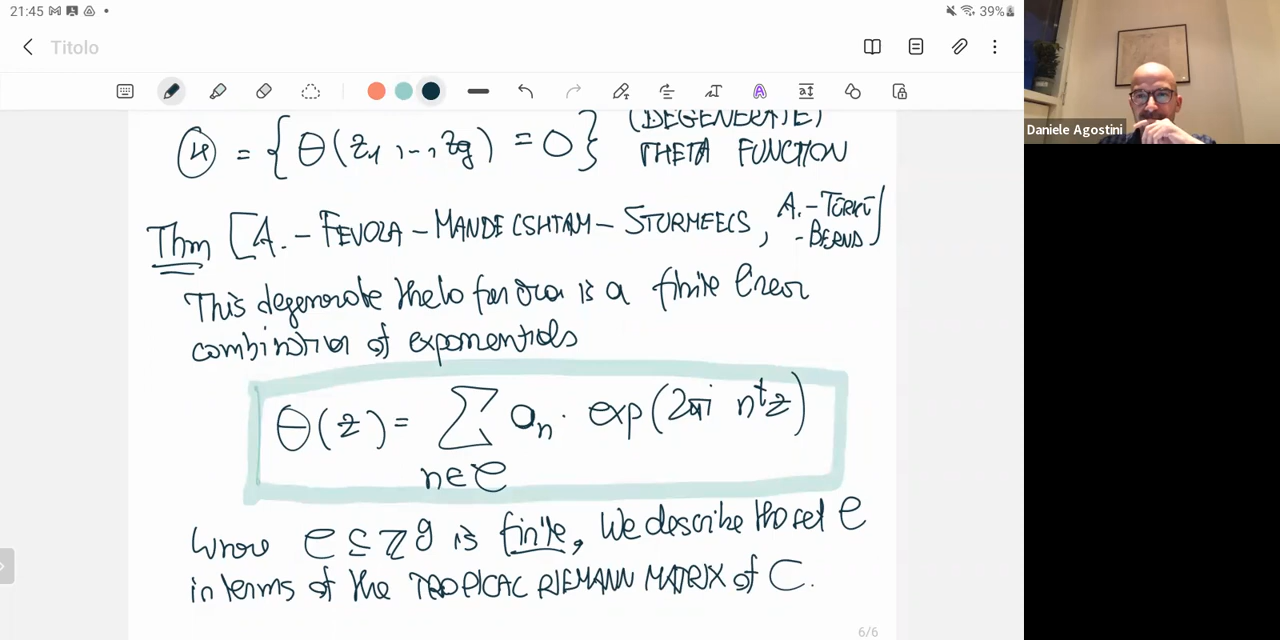 21:45
39%
Titolo
Daniele Agostini
Ⓗ = { θ(z₁,..,zg) = 0 } (DEGENERATE) THETA FUNCTION
Thm [A. - FEVOLA - MANDELSHTAM - STURMFELS, A. - TÜRKÜ - BERND]
This degenerate theta function is a finite linear
combination of exponentials
θ(z) = ∑ aₙ · exp(2πi nᵗz)
n∈𝒞
where 𝒞 ⊆ ℤᵍ is finite, We describe the set 𝒞
in terms of the TROPICAL RIEMANN MATRIX of C.
6/6